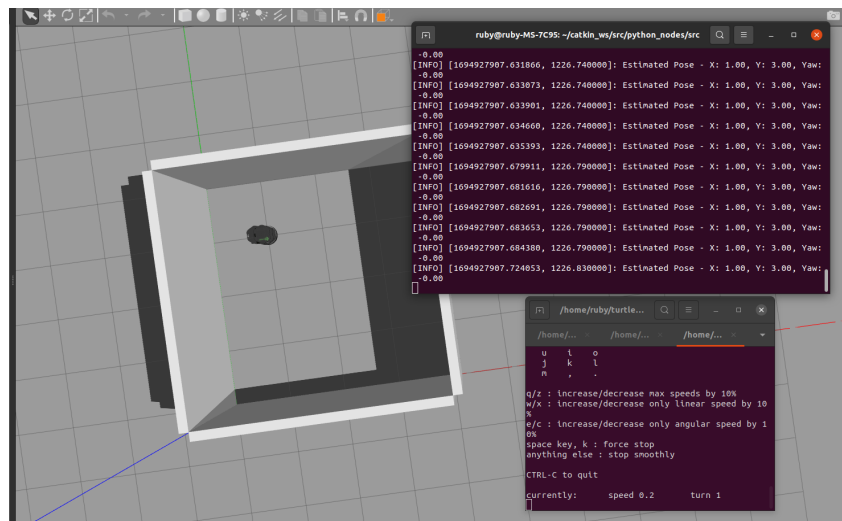 ruby@ruby-MS-7C95: ~/catkin_ws/src/python_nodes/src
-0.00
[INFO] [1694927907.631866, 1226.740000]: Estimated Pose - X: 1.00, Y: 3.00, Yaw:
-0.00
[INFO] [1694927907.633073, 1226.740000]: Estimated Pose - X: 1.00, Y: 3.00, Yaw:
-0.00
[INFO] [1694927907.633901, 1226.740000]: Estimated Pose - X: 1.00, Y: 3.00, Yaw:
-0.00
[INFO] [1694927907.634660, 1226.740000]: Estimated Pose - X: 1.00, Y: 3.00, Yaw:
-0.00
[INFO] [1694927907.635393, 1226.740000]: Estimated Pose - X: 1.00, Y: 3.00, Yaw:
-0.00
[INFO] [1694927907.679911, 1226.790000]: Estimated Pose - X: 1.00, Y: 3.00, Yaw:
-0.00
[INFO] [1694927907.681616, 1226.790000]: Estimated Pose - X: 1.00, Y: 3.00, Yaw:
-0.00
[INFO] [1694927907.682691, 1226.790000]: Estimated Pose - X: 1.00, Y: 3.00, Yaw:
-0.00
[INFO] [1694927907.683653, 1226.790000]: Estimated Pose - X: 1.00, Y: 3.00, Yaw:
-0.00
[INFO] [1694927907.684380, 1226.790000]: Estimated Pose - X: 1.00, Y: 3.00, Yaw:
-0.00
[INFO] [1694927907.724053, 1226.830000]: Estimated Pose - X: 1.00, Y: 3.00, Yaw:
-0.00
/home/ruby/turtle...
/home/... /home/... /home/...
u i o
j k l
m , .
q/z : increase/decrease max speeds by 10%
w/x : increase/decrease only linear speed by 10
%
e/c : increase/decrease only angular speed by 1
0%
space key, k : force stop
anything else : stop smoothly
CTRL-C to quit
currently: speed 0.2 turn 1